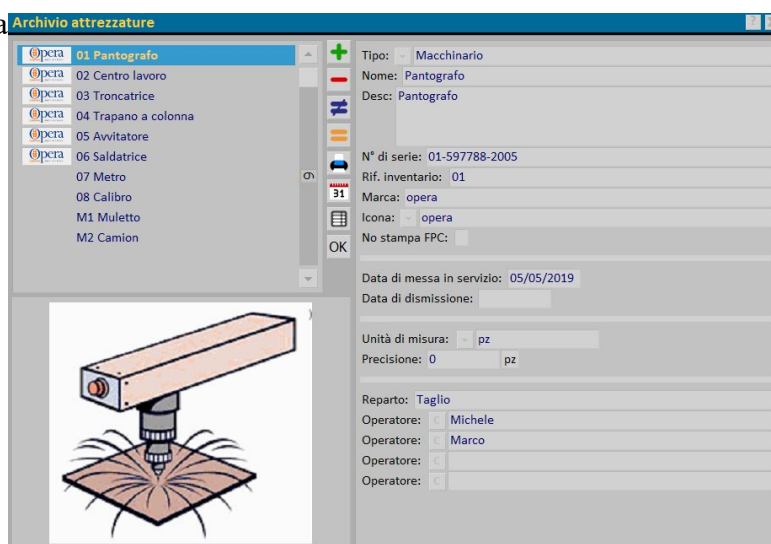 a
Archivio attrezzature
?
Opera 01 Pantografo
Opera 02 Centro lavoro
Opera 03 Troncatrice
Opera 04 Trapano a colonna
Opera 05 Avvitatore
Opera 06 Saldatrice
07 Metro
08 Calibro
M1 Muletto
M2 Camion
31
OK
Tipo: Macchinario
Nome: Pantografo
Desc: Pantografo
N° di serie: 01-597788-2005
Rif. inventario: 01
Marca: opera
Icona: opera
No stampa FPC:
Data di messa in servizio: 05/05/2019
Data di dismissione:
Unità di misura: pz
Precisione: 0 pz
Reparto: Taglio
Operatore: C Michele
Operatore: C Marco
Operatore: C
Operatore: C